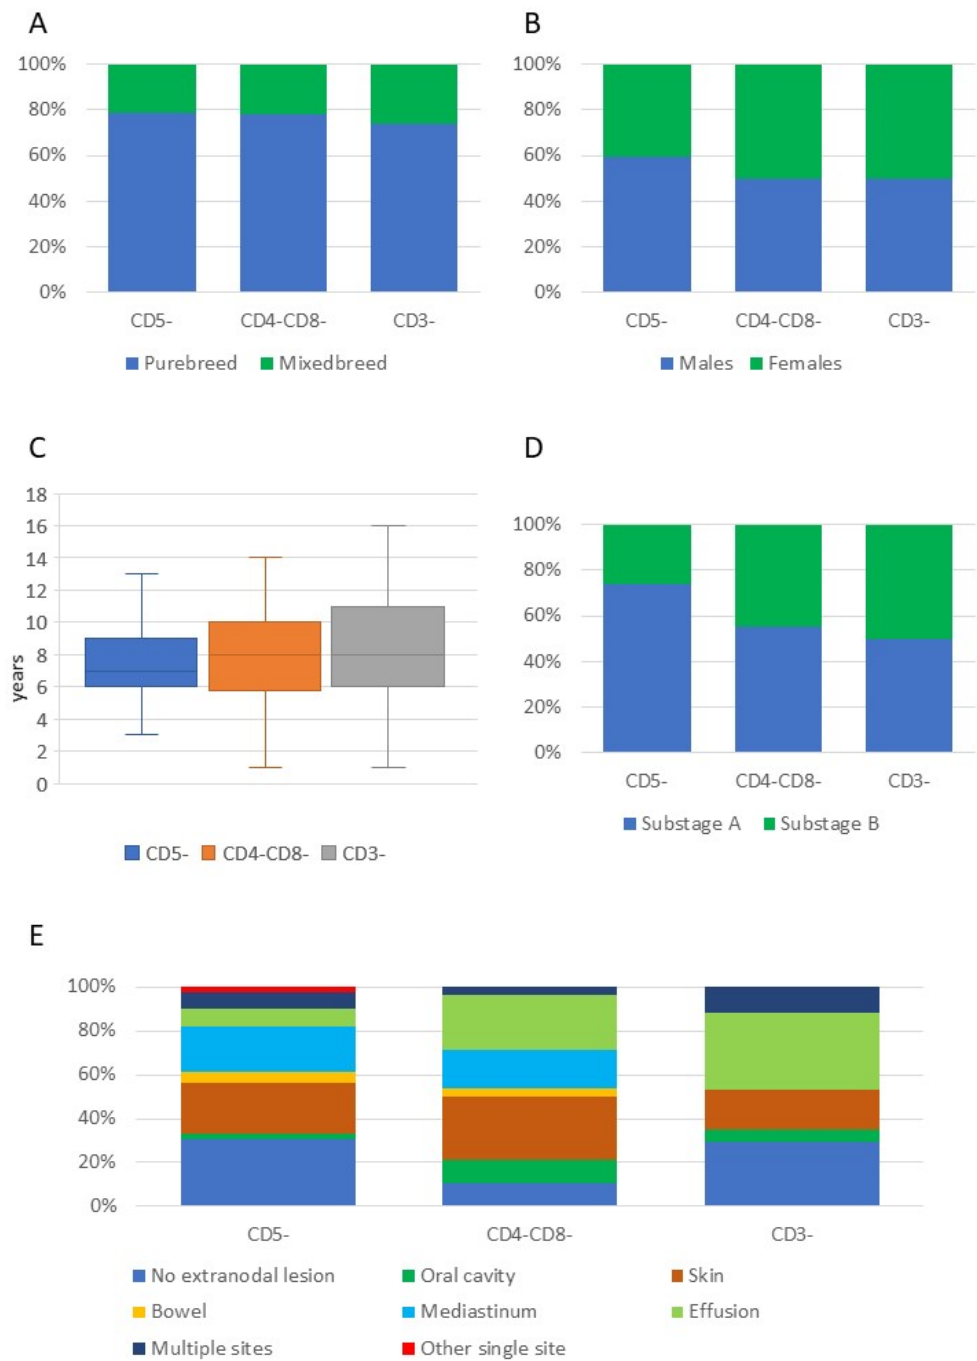 A
100%
80%
60%
40%
20%
0%
CD5- CD4-CD8- CD3-
Purebreed Mixedbreed
B
100%
80%
60%
40%
20%
0%
CD5- CD4-CD8- CD3-
Males Females
C
years
18
16
14
12
10
8
6
4
2
0
CD5- CD4-CD8- CD3-
D
100%
80%
60%
40%
20%
0%
CD5- CD4-CD8- CD3-
Substage A Substage B
E
100%
80%
60%
40%
20%
0%
CD5- CD4-CD8- CD3-
No extranodal lesion Oral cavity Skin
Bowel Mediastinum Effusion
Multiple sites Other single site